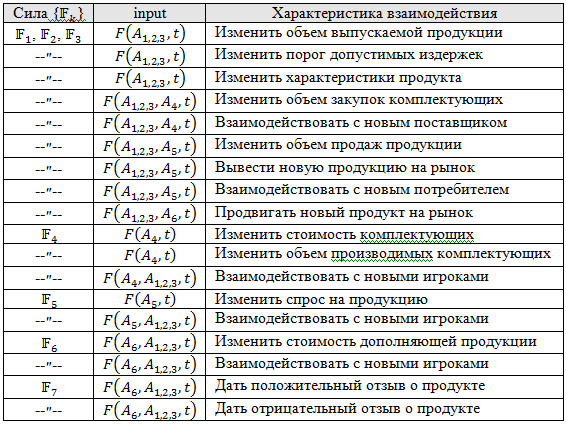 Сила {𝔽ₖ} input Характеристика взаимодействия
𝔽₁, 𝔽₂, 𝔽₃ F(A₁,₂,₃, t) Изменить объем выпускаемой продукции
--"-- F(A₁,₂,₃, t) Изменить порог допустимых издержек
--"-- F(A₁,₂,₃, t) Изменить характеристики продукта
--"-- F(A₁,₂,₃, A₄, t) Изменить объем закупок комплектующих
--"-- F(A₁,₂,₃, A₄, t) Взаимодействовать с новым поставщиком
--"-- F(A₁,₂,₃, A₅, t) Изменить объем продаж продукции
--"-- F(A₁,₂,₃, A₅, t) Вывести новую продукцию на рынок
--"-- F(A₁,₂,₃, A₅, t) Взаимодействовать с новым потребителем
--"-- F(A₁,₂,₃, A₆, t) Продвигать новый продукт на рынок
𝔽₄ F(A₄, t) Изменить стоимость комплектующих
--"-- F(A₄, t) Изменить объем производимых комплектующих
--"-- F(A₄, A₁,₂,₃, t) Взаимодействовать с новыми игроками
𝔽₅ F(A₅, t) Изменить спрос на продукцию
--"-- F(A₅, A₁,₂,₃, t) Взаимодействовать с новыми игроками
𝔽₆ F(A₆, A₁,₂,₃, t) Изменить стоимость дополняющей продукции
--"-- F(A₆, A₁,₂,₃, t) Взаимодействовать с новыми игроками
𝔽₇ F(A₆, A₁,₂,₃, t) Дать положительный отзыв о продукте
--"-- F(A₆, A₁,₂,₃, t) Дать отрицательный отзыв о продукте